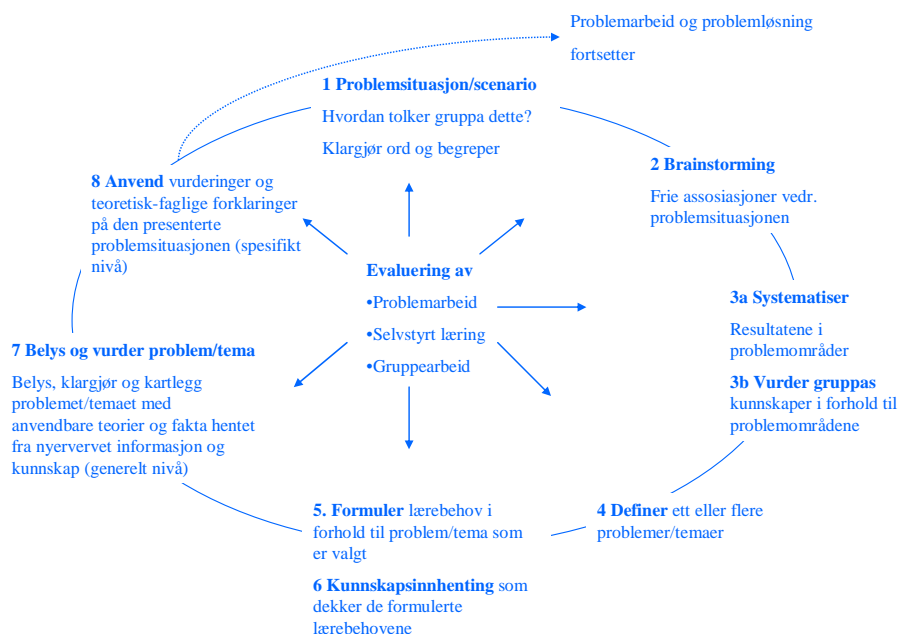 Problemarbeid og problemløsning
fortsetter
1 Problemsituasjon/scenario
Hvordan tolker gruppa dette?
Klargjør ord og begreper
2 Brainstorming
Frie assosiasjoner vedr.
problemsituasjonen
3a Systematiser
Resultatene i
problemområder
3b Vurder gruppas
kunnskaper i forhold til
problemområdene
4 Definer ett eller flere
problemer/temaer
5. Formuler lærebehov i
forhold til problem/tema som
er valgt
6 Kunnskapsinnhenting som
dekker de formulerte
lærebehovene
7 Belys og vurder problem/tema
Belys, klargjør og kartlegg
problemet/temaet med
anvendbare teorier og fakta hentet
fra nyervervet informasjon og
kunnskap (generelt nivå)
8 Anvend vurderinger og
teoretisk-faglige forklaringer
på den presenterte
problemsituasjonen (spesifikt
nivå)
Evaluering av
•Problemarbeid
•Selvstyrt læring
•Gruppearbeid